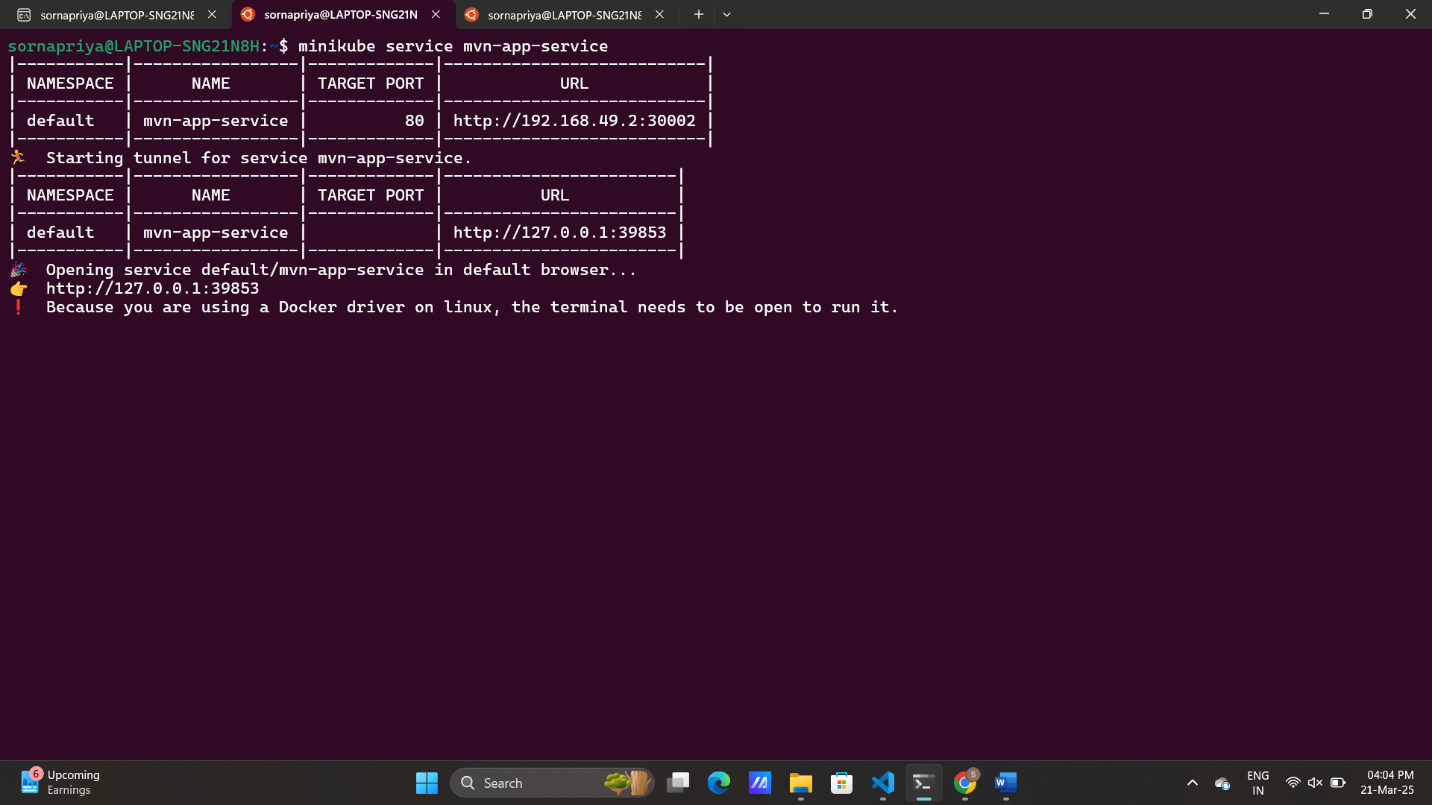 sornapriya@LAPTOP-SNG21N8
sornapriya@LAPTOP-SNG21N
sornapriya@LAPTOP-SNG21N8
sornapriya@LAPTOP-SNG21N8H:~$ minikube service mvn-app-service
|-----------|-----------------|-------------|---------------------------|
| NAMESPACE |      NAME       | TARGET PORT |            URL            |
|-----------|-----------------|-------------|---------------------------|
| default   | mvn-app-service |          80 | http://192.168.49.2:30002 |
|-----------|-----------------|-------------|---------------------------|
🏃  Starting tunnel for service mvn-app-service.
|-----------|-----------------|-------------|------------------------|
| NAMESPACE |      NAME       | TARGET PORT |          URL           |
|-----------|-----------------|-------------|------------------------|
| default   | mvn-app-service |             | http://127.0.0.1:39853 |
|-----------|-----------------|-------------|------------------------|
🎉  Opening service default/mvn-app-service in default browser...
👉  http://127.0.0.1:39853
❗  Because you are using a Docker driver on linux, the terminal needs to be open to run it.
6
Upcoming
Earnings
Search
S
ENG
IN
04:04 PM
21-Mar-25